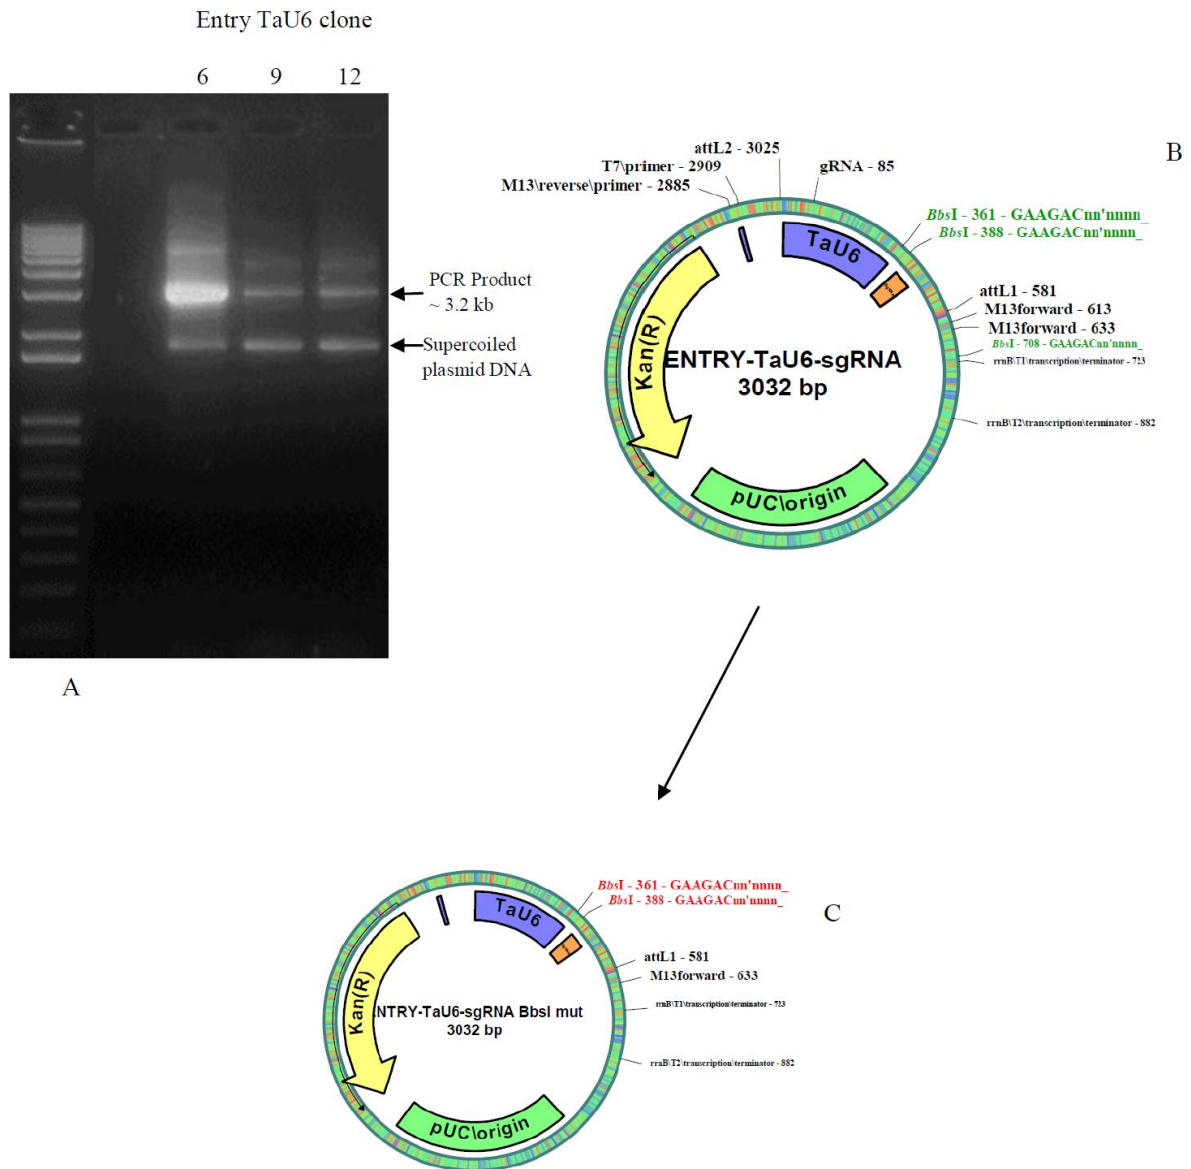 Entry TaU6 clone
6 9 12
PCR Product
~ 3.2 kb
Supercoiled
plasmid DNA
A
B
attL2 - 3025
T7\primer - 2909
gRNA - 85
M13\reverse\primer - 2885
BbsI - 361 - GAAGACnn'nnnn_
BbsI - 388 - GAAGACnn'nnnn_
TaU6
attL1 - 581
M13forward - 613
M13forward - 633
BbsI - 708 - GAAGACnn'nnnn_
rrnB\T1\transcription\terminator - 723
Kan(R)
ENTRY-TaU6-sgRNA
3032 bp
rrnB\T2\transcription\terminator - 882
pUC\origin
BbsI - 361 - GAAGACnn'nnnn_
BbsI - 388 - GAAGACnn'nnnn_
C
TaU6
attL1 - 581
M13forward - 633
Kan(R)
ENTRY-TaU6-sgRNA BbsI mut
3032 bp
rrnB\T1\transcription\terminator - 723
rrnB\T2\transcription\terminator - 882
pUC\origin